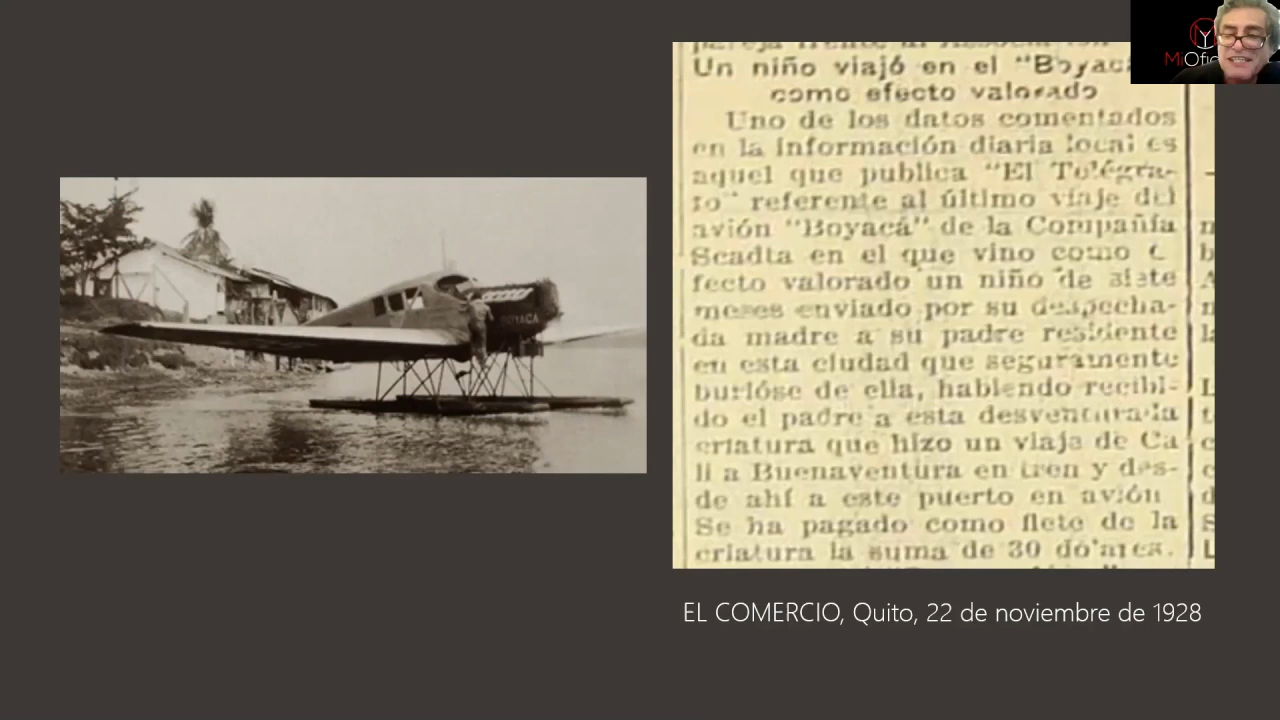 Un niño viajó en el "Boyacá
como efecto valorado
Uno de los datos comentados
en la información diaria local es
aquel que publica "El Telégra-
fo" referente al último viaje del
avión "Boyacá" de la Compañía
Scadta en el que vino como e
fecto valorado un niño de siete
meses enviado por su despecha-
da madre a su padre residente
en esta ciudad que seguramente
burlóse de ella, habiendo recibi-
do el padre a esta desventurada
criatura que hizo un viaje de Ca
li a Buenaventura en tren y des-
de ahí a este puerto en avión
Se ha pagado como flete de la
criatura la suma de 30 dólares.
BOYACA
EL COMERCIO, Quito, 22 de noviembre de 1928